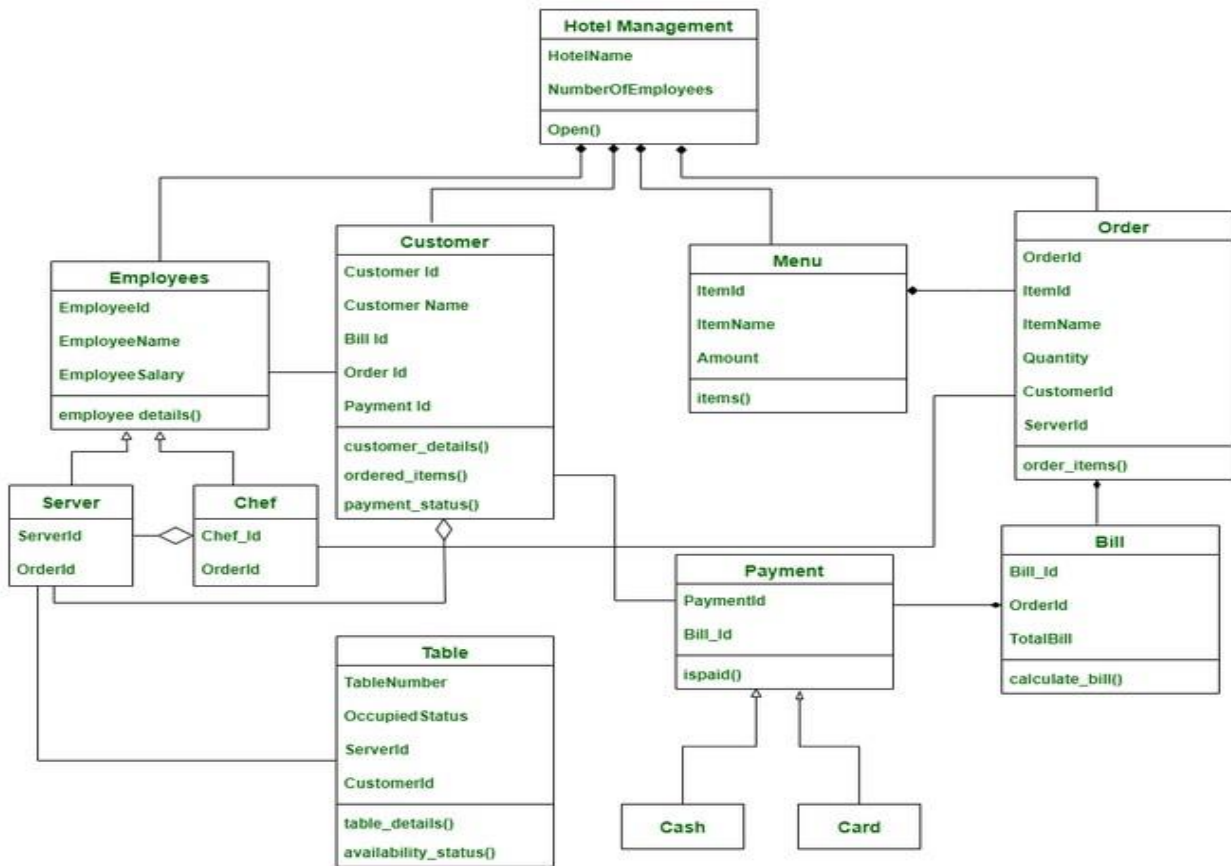 Hotel Management
HotelName
NumberOfEmployees
Open()
Employees
EmployeeId
EmployeeName
EmployeeSalary
employee details()
Customer
Customer Id
Customer Name
Bill Id
Order Id
Payment Id
customer_details()
ordered_items()
payment_status()
Menu
ItemId
ItemName
Amount
items()
Order
OrderId
ItemId
ItemName
Quantity
CustomerId
ServerId
order_items()
Server
ServerId
OrderId
Chef
Chef_Id
OrderId
Payment
PaymentId
Bill_Id
ispaid()
Bill
Bill_Id
OrderId
TotalBill
calculate_bill()
Table
TableNumber
OccupiedStatus
ServerId
CustomerId
table_details()
availability_status()
Cash
Card